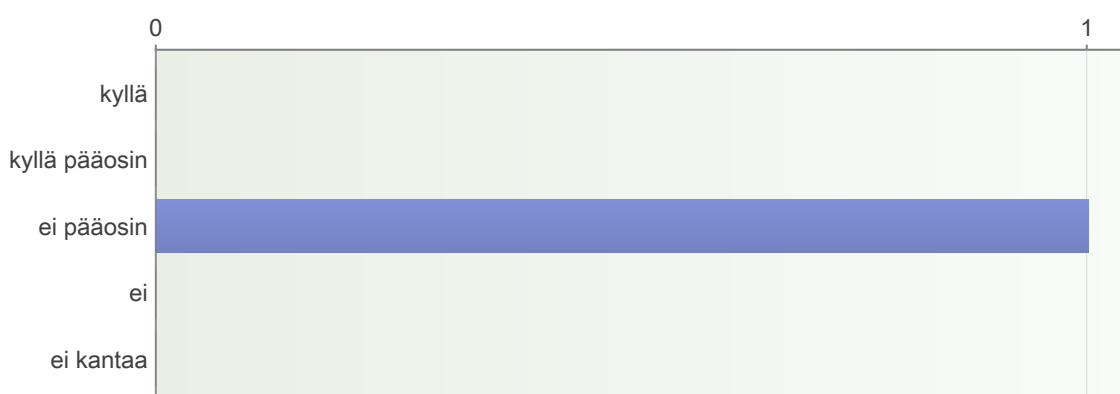 0 1
kyllä
kyllä pääosin
ei pääosin
ei
ei kantaa